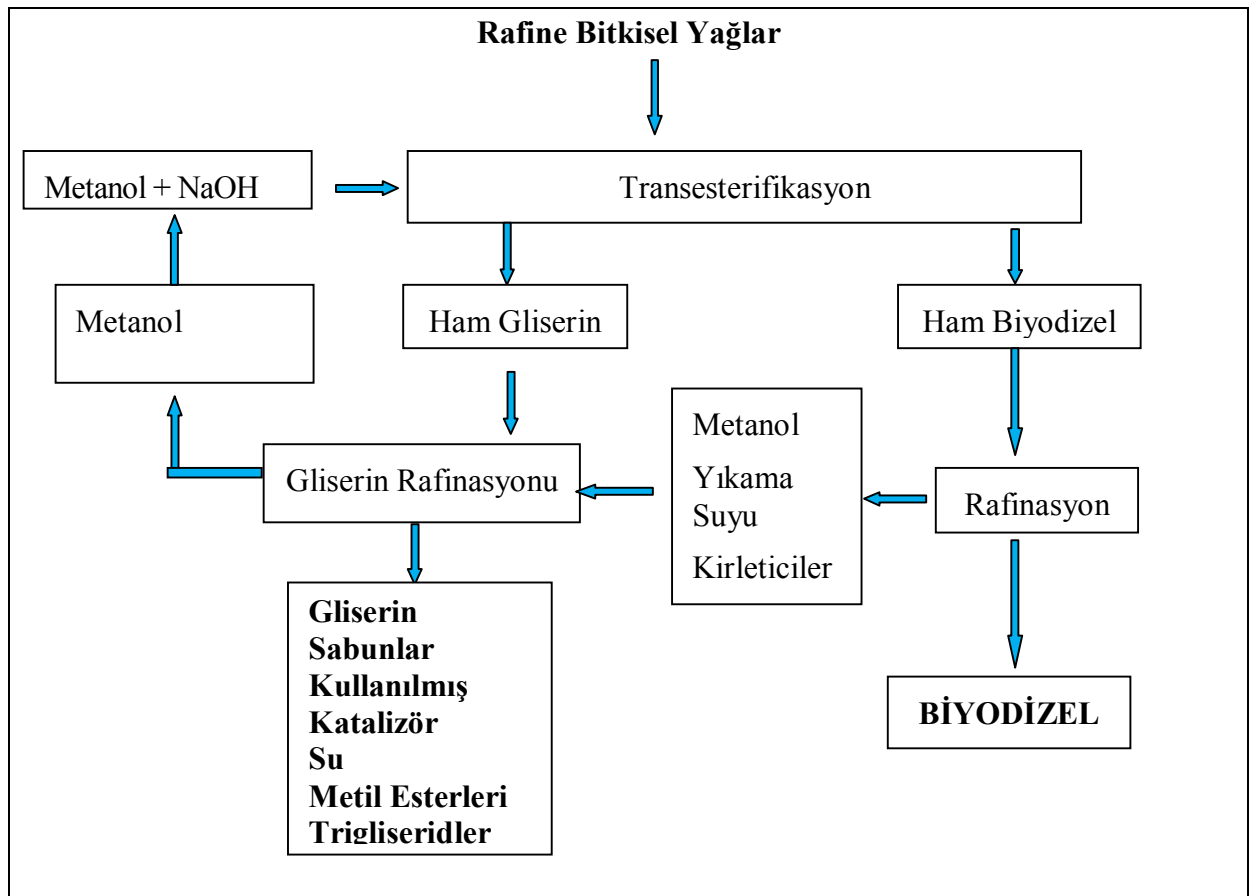 Rafine Bitkisel Yağlar
Metanol + NaOH
Transesterifikasyon
Metanol
Ham Gliserin
Ham Biyodizel
Metanol
Yıkama
Suyu
Kirleticiler
Gliserin Rafinasyonu
Rafinasyon
Gliserin
Sabunlar
Kullanılmış
Katalizör
Su
Metil Esterleri
Trigliseridler
BİYODİZEL